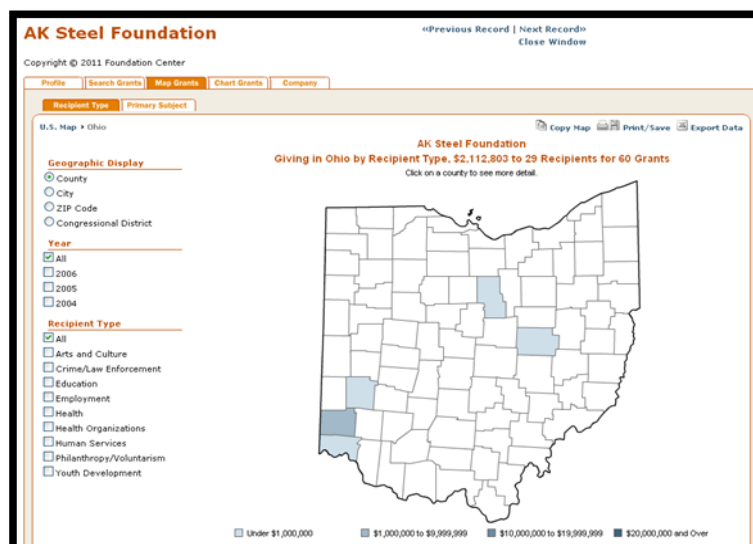 AK Steel Foundation
«Previous Record | Next Record»
Close Window
Copyright © 2011 Foundation Center
Profile Search Grants Map Grants Chart Grants Company
Recipient Type Primary Subject
U.S. Map ▸ Ohio
Copy Map Print/Save Export Data
AK Steel Foundation
Giving in Ohio by Recipient Type, $2,112,803 to 29 Recipients for 60 Grants
Click on a county to see more detail.
Geographic Display
County
City
ZIP Code
Congressional District
Year
All
2006
2005
2004
Recipient Type
All
Arts and Culture
Crime/Law Enforcement
Education
Employment
Health
Health Organizations
Human Services
Philanthropy/Voluntarism
Youth Development
Under $1,000,000 $1,000,000 to $9,999,999 $10,000,000 to $19,999,999 $20,000,000 and Over